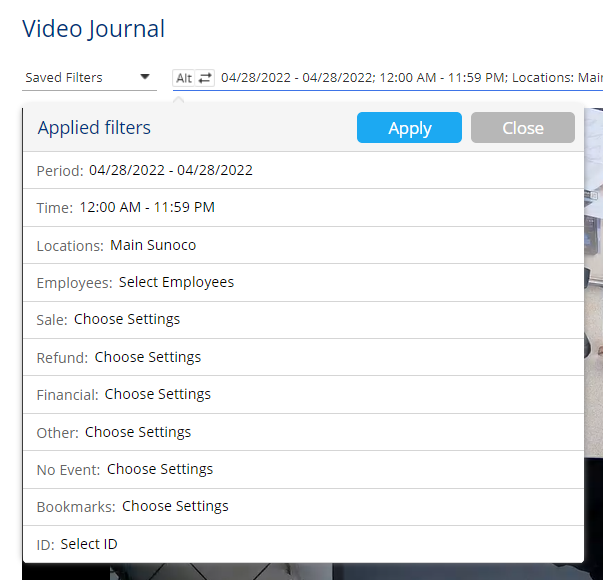 Video Journal
Saved Filters
Alt 04/28/2022 - 04/28/2022; 12:00 AM - 11:59 PM; Locations: Mai
Applied filters Apply Close
Period: 04/28/2022 - 04/28/2022
Time: 12:00 AM - 11:59 PM
Locations: Main Sunoco
Employees: Select Employees
Sale: Choose Settings
Refund: Choose Settings
Financial: Choose Settings
Other: Choose Settings
No Event: Choose Settings
Bookmarks: Choose Settings
ID: Select ID